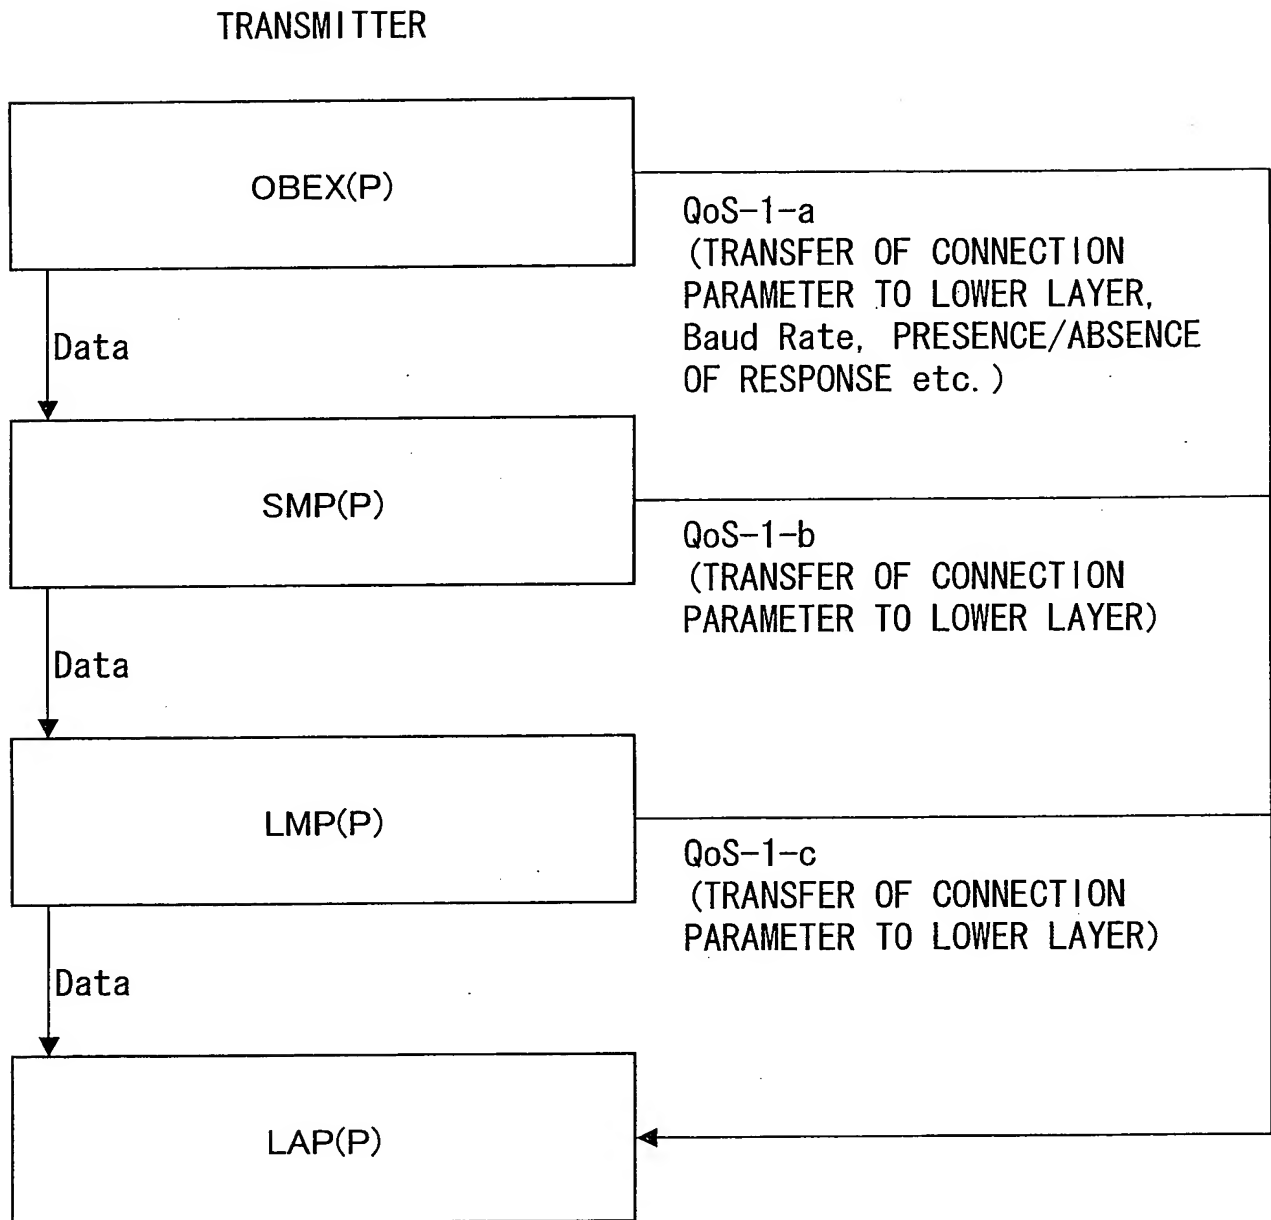 TRANSMITTER
OBEX(P)
QoS-1-a
(TRANSFER OF CONNECTION
PARAMETER TO LOWER LAYER,
Baud Rate, PRESENCE/ABSENCE
OF RESPONSE etc.)
Data
SMP(P)
QoS-1-b
(TRANSFER OF CONNECTION
PARAMETER TO LOWER LAYER)
Data
LMP(P)
QoS-1-c
(TRANSFER OF CONNECTION
PARAMETER TO LOWER LAYER)
Data
LAP(P)